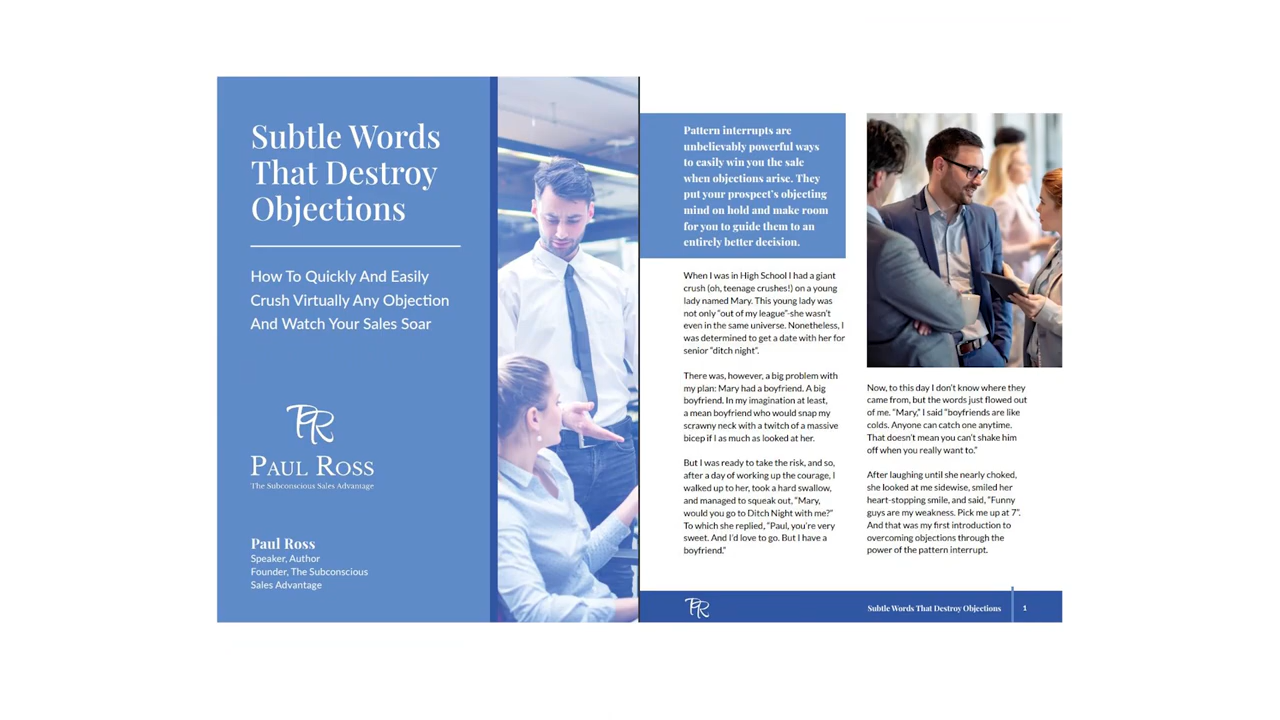 Subtle Words
That Destroy
Objections
How To Quickly And Easily
Crush Virtually Any Objection
And Watch Your Sales Soar
PR
PAUL ROSS
The Subconscious Sales Advantage
Paul Ross
Speaker, Author
Founder, The Subconscious
Sales Advantage
Pattern interrupts are
unbelievably powerful ways
to easily win you the sale
when objections arise. They
put your prospect's objecting
mind on hold and make room
for you to guide them to an
entirely better decision.
When I was in High School I had a giant
crush (oh, teenage crushes!) on a young
lady named Mary. This young lady was
not only "out of my league"-she wasn't
even in the same universe. Nonetheless, I
was determined to get a date with her for
senior "ditch night".
There was, however, a big problem with
my plan: Mary had a boyfriend. A big
boyfriend. In my imagination at least,
a mean boyfriend who would snap my
scrawny neck with a twitch of a massive
bicep if I as much as looked at her.
But I was ready to take the risk, and so,
after a day of working up the courage, I
walked up to her, took a hard swallow,
and managed to squeak out, "Mary,
would you go to Ditch Night with me?"
To which she replied, "Paul, you're very
sweet. And I'd love to go. But I have a
boyfriend."
Now, to this day I don't know where they
came from, but the words just flowed out
of me. "Mary," I said "boyfriends are like
colds. Anyone can catch one anytime.
That doesn't mean you can't shake him
off when you really want to."
After laughing until she nearly choked,
she looked at me sidewise, smiled her
heart-stopping smile, and said, "Funny
guys are my weakness. Pick me up at 7".
And that was my first introduction to
overcoming objections through the
power of the pattern interrupt.
PR
Subtle Words That Destroy Objections
1